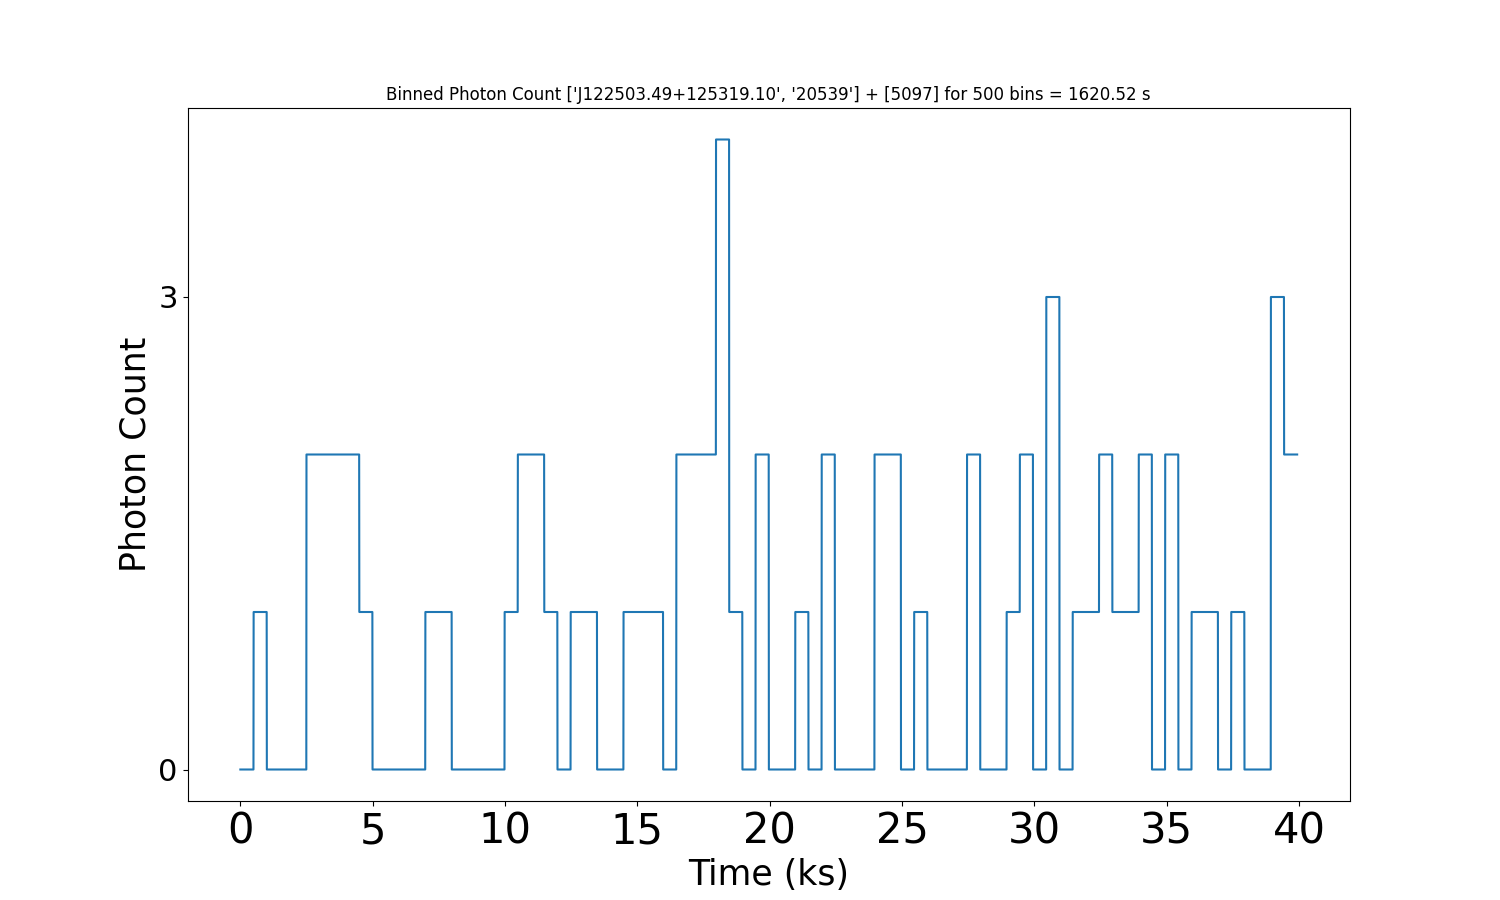 Binned Photon Count ['J122503.49+125319.10', '20539'] + [5097] for 500 bins = 1620.52 s
3
0
Photon Count
0 5 10 15 20 25 30 35 40
Time (ks)